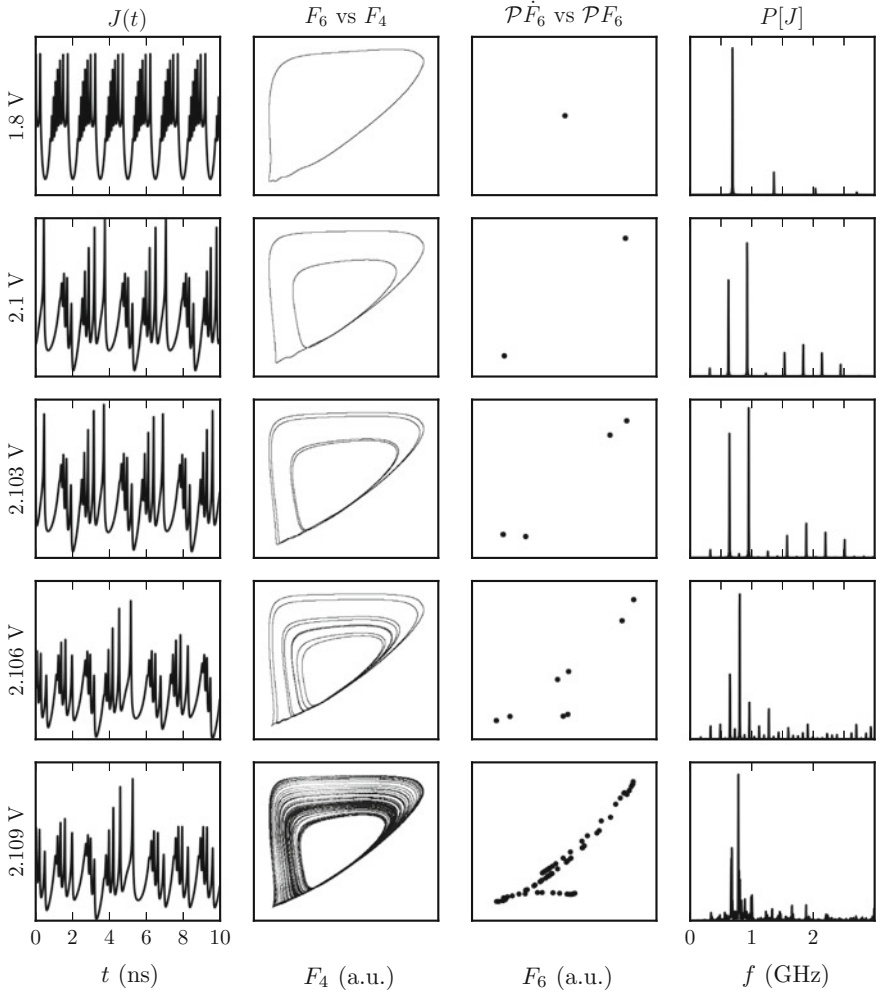 J(t)
F₆ vs F₄
𝒫Ḟ₆ vs 𝒫F₆
P[J]
1.8 V
2.1 V
2.103 V
2.106 V
2.109 V
0 2 4 6 8 10
0 1 2
t (ns)
F₄ (a.u.)
F₆ (a.u.)
f (GHz)